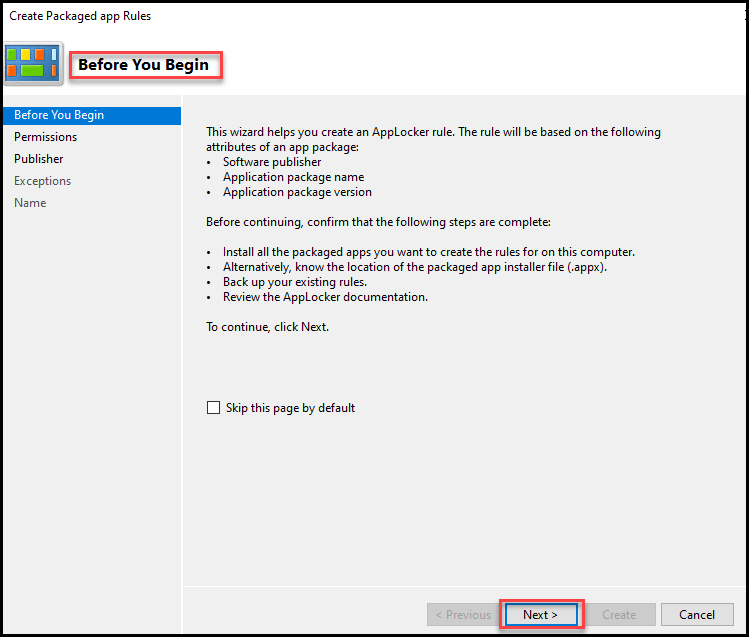 Create Packaged app Rules
Before You Begin
Before You Begin
Permissions
Publisher
Exceptions
Name
This wizard helps you create an AppLocker rule. The rule will be based on the following
attributes of an app package:
• Software publisher
• Application package name
• Application package version
Before continuing, confirm that the following steps are complete:
• Install all the packaged apps you want to create the rules for on this computer.
• Alternatively, know the location of the packaged app installer file (.appx).
• Back up your existing rules.
• Review the AppLocker documentation.
To continue, click Next.
Skip this page by default
< Previous Next > Create Cancel